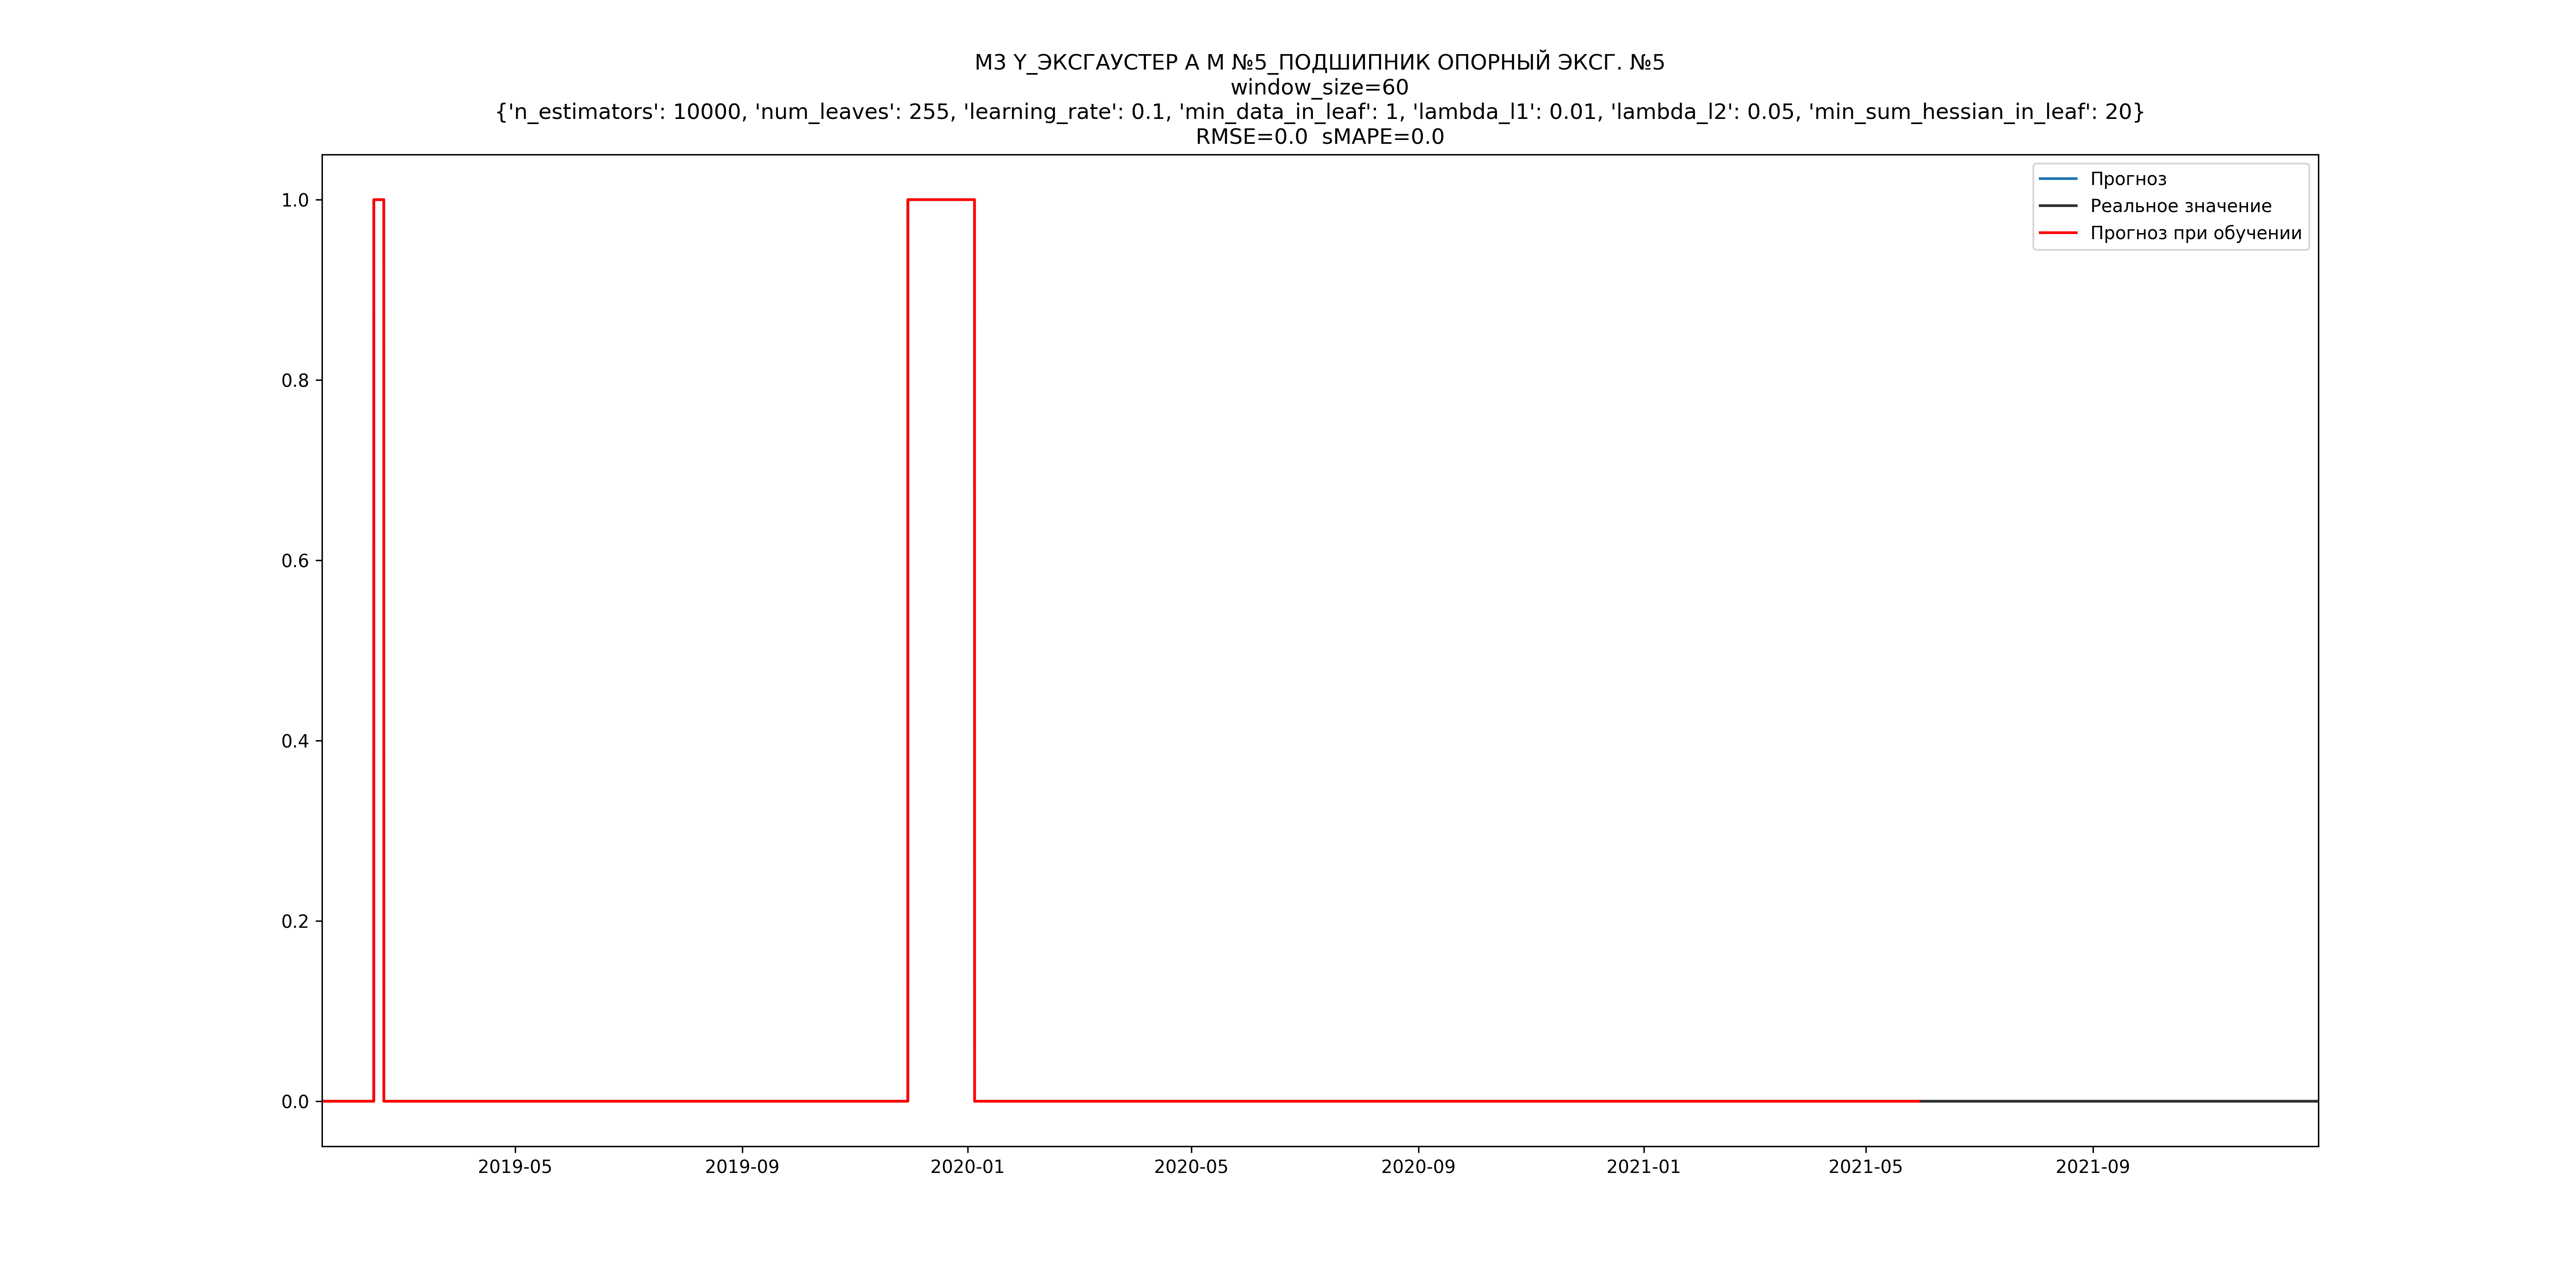 М3 Y_ЭКСГАУСТЕР А М №5_ПОДШИПНИК ОПОРНЫЙ ЭКСГ. №5
window_size=60
{'n_estimators': 10000, 'num_leaves': 255, 'learning_rate': 0.1, 'min_data_in_leaf': 1, 'lambda_l1': 0.01, 'lambda_l2': 0.05, 'min_sum_hessian_in_leaf': 20}
RMSE=0.0  sMAPE=0.0
Прогноз
Реальное значение
Прогноз при обучении
1.0
0.8
0.6
0.4
0.2
0.0
2019-05 2019-09 2020-01 2020-05 2020-09 2021-01 2021-05 2021-09